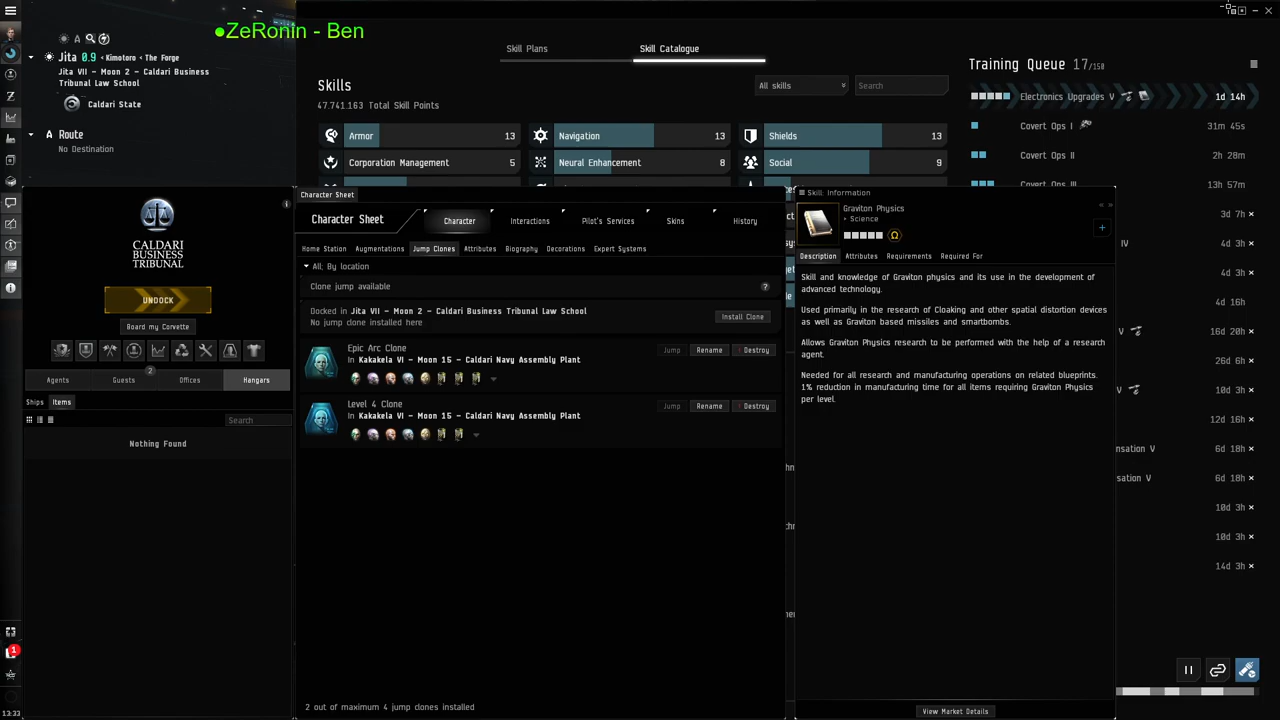 ●ZeRonin - Ben
Jita 0.9 < Kimotoro < The Forge
Jita VII - Moon 2 - Caldari Business
Tribunal Law School
Caldari State
Route
No Destination
Skill Plans
Skill Catalogue
Skills
47.741.163 Total Skill Points
All skills
Search
Armor 13
Navigation 13
Shields 13
Corporation Management 5
Neural Enhancement 8
Social 9
Training Queue 17/150
Electronics Upgrades V 1d 14h
Covert Ops I 31m 45s
Covert Ops II 2h 28m
Covert Ops III 13h 57m
3d 7h
IV 4d 3h
4d 3h
4d 16h
V 16d 20h
26d 6h
V 10d 3h
12d 16h
nsation V 6d 18h
nsation V 6d 18h
10d 3h
10d 3h
14d 3h
CALDARI
BUSINESS
TRIBUNAL
UNDOCK
Board my Corvette
2
Agents
Guests
Offices
Hangars
Ships
Items
Search
Nothing Found
1
13:33
Character Sheet
Character Sheet
Character
Interactions
Pilot's Services
Skins
History
Home Station
Augmentations
Jump Clones
Attributes
Biography
Decorations
Expert Systems
All, By location
Clone jump available
?
Docked in Jita VII - Moon 2 - Caldari Business Tribunal Law School
No jump clone installed here
Install Clone
Epic Arc Clone
In Kakakela VI - Moon 15 - Caldari Navy Assembly Plant
Jump
Rename
Destroy
Level 4 Clone
In Kakakela VI - Moon 15 - Caldari Navy Assembly Plant
Jump
Rename
Destroy
2 out of maximum 4 jump clones installed
Skill: Information
Graviton Physics
Science
Description
Attributes
Requirements
Required For
Skill and knowledge of Graviton physics and its use in the development of
advanced technology.
Used primarily in the research of Cloaking and other spatial distortion devices
as well as Graviton based missiles and smartbombs.
Allows Graviton Physics research to be performed with the help of a research
agent.
Needed for all research and manufacturing operations on related blueprints.
1% reduction in manufacturing time for all items requiring Graviton Physics
per level.
View Market Details